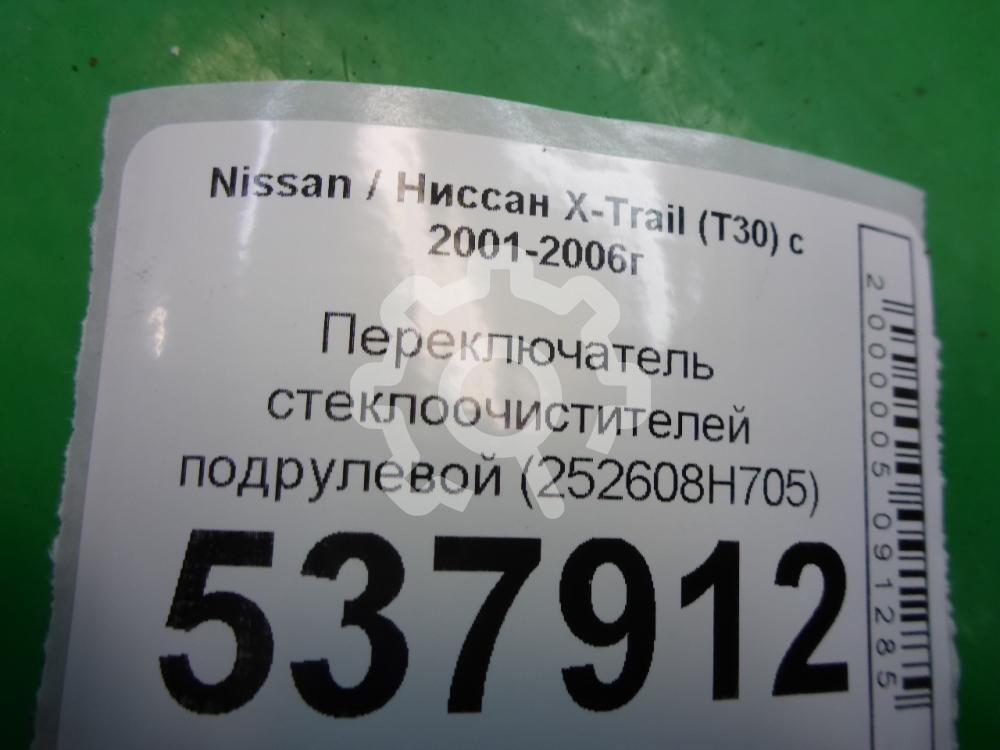 Nissan / Ниссан X-Trail (T30) с
2001-2006г
Переключатель
стеклоочистителей
подрулевой (252608H705)
537912
2000005091285